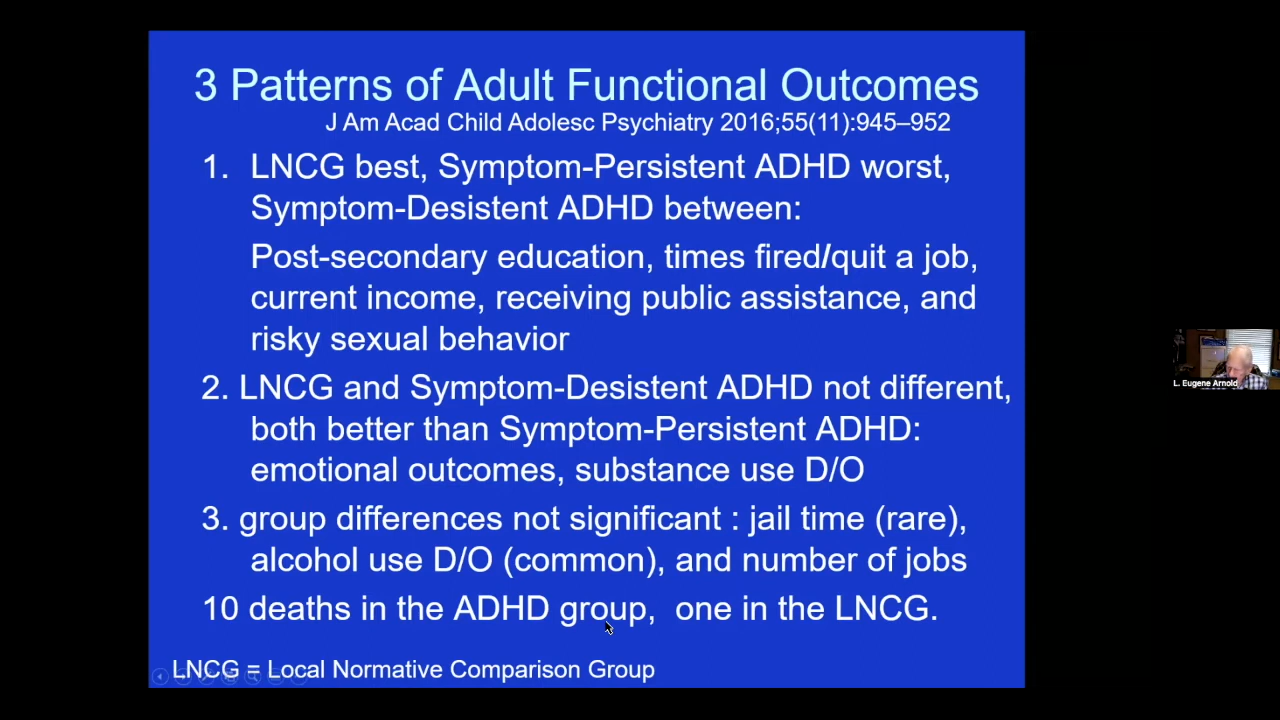 3 Patterns of Adult Functional Outcomes
J Am Acad Child Adolesc Psychiatry 2016;55(11):945–952
1. LNCG best, Symptom-Persistent ADHD worst,
Symptom-Desistent ADHD between:
Post-secondary education, times fired/quit a job,
current income, receiving public assistance, and
risky sexual behavior
2. LNCG and Symptom-Desistent ADHD not different,
both better than Symptom-Persistent ADHD:
emotional outcomes, substance use D/O
3. group differences not significant : jail time (rare),
alcohol use D/O (common), and number of jobs
10 deaths in the ADHD group, one in the LNCG.
LNCG = Local Normative Comparison Group
L. Eugene Arnold